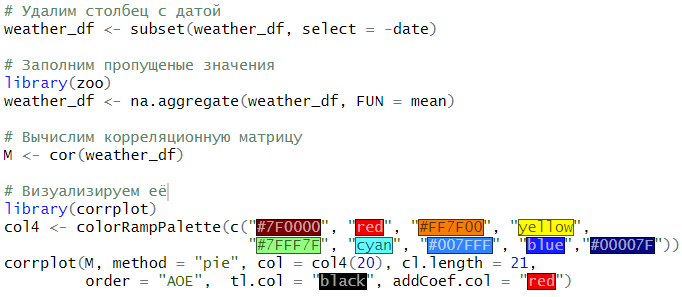 # Удалим столбец с датой
weather_df <- subset(weather_df, select = -date)
# Заполним пропущеные значения
library(zoo)
weather_df <- na.aggregate(weather_df, FUN = mean)
# Вычислим корреляционную матрицу
M <- cor(weather_df)
# Визуализируем её
library(corrplot)
col4 <- colorRampPalette(c("#7F0000", "red", "#FF7F00", "yellow",
"#7FFF7F", "cyan", "#007FFF", "blue","#00007F"))
corrplot(M, method = "pie", col = col4(20), cl.length = 21,
order = "AOE",  tl.col = "black", addCoef.col = "red")